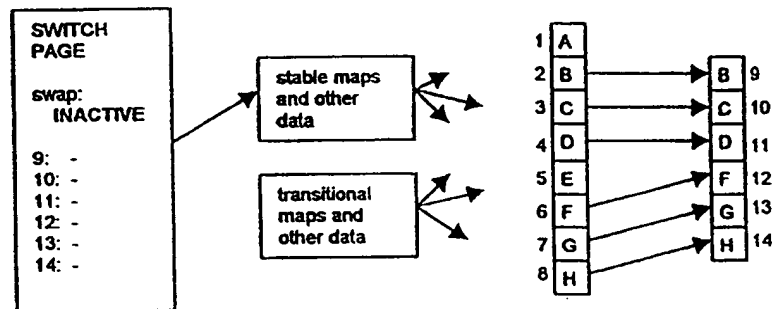 SWITCH
PAGE
swap:
INACTIVE
9: -
10: -
11: -
12: -
13: -
14: -
stable maps
and other
data
transitional
maps and
other data
1 A
2 B
3 C
4 D
5 E
6 F
7 G
8 H
B 9
C 10
D 11
F 12
G 13
H 14